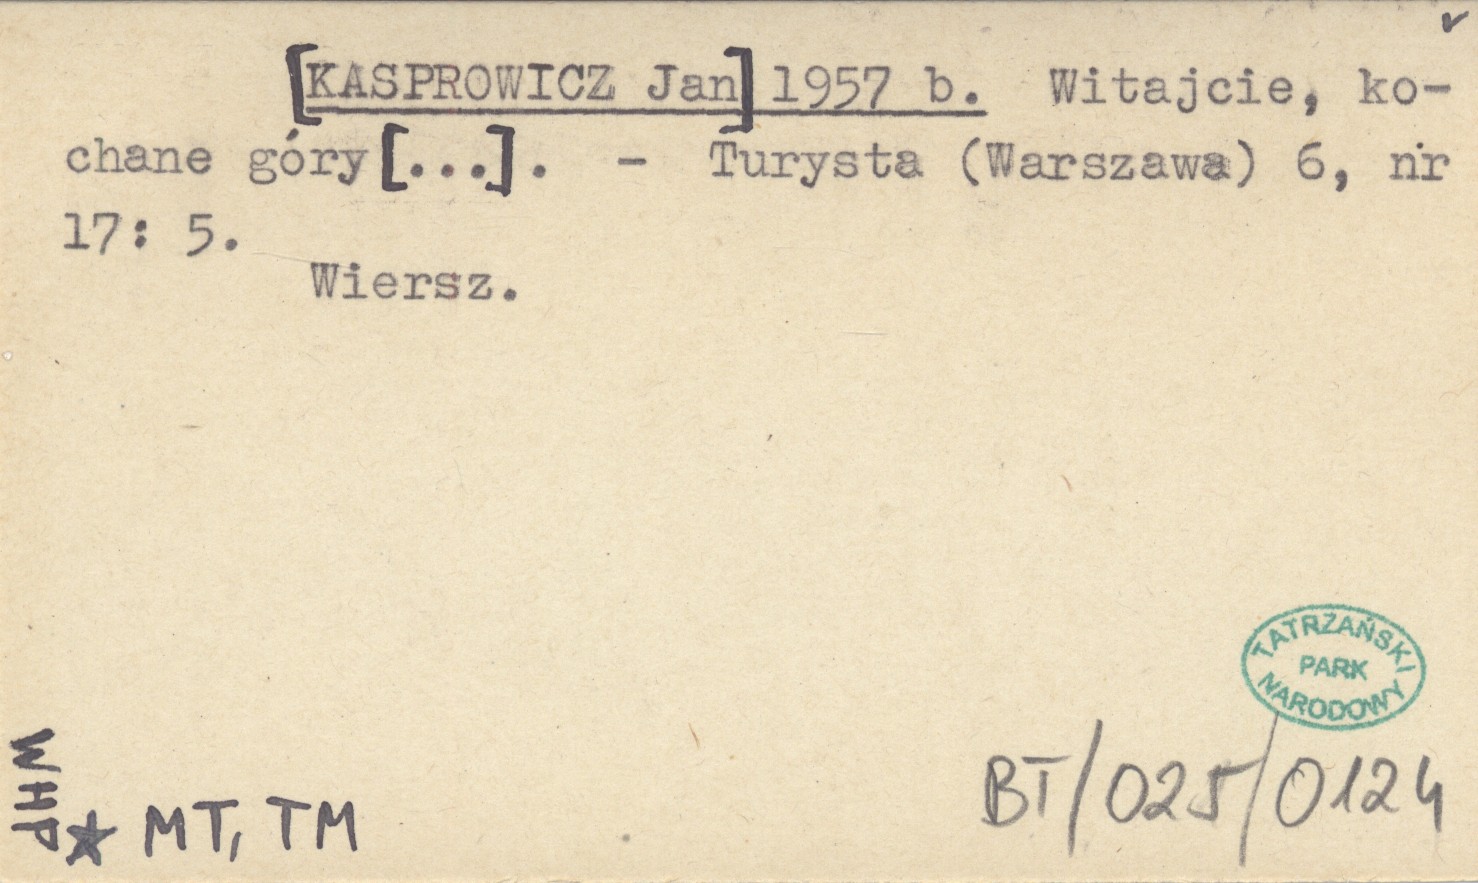 [KASPROWICZ Jan] 1957 b. Witajcie, ko-
chane góry[...]. - Turysta (Warszawa) 6, nr
17: 5.
Wiersz.
TATRZAŃSKI
PARK
NARODOWY
BT/025/0124
WHP
★ MT, TM